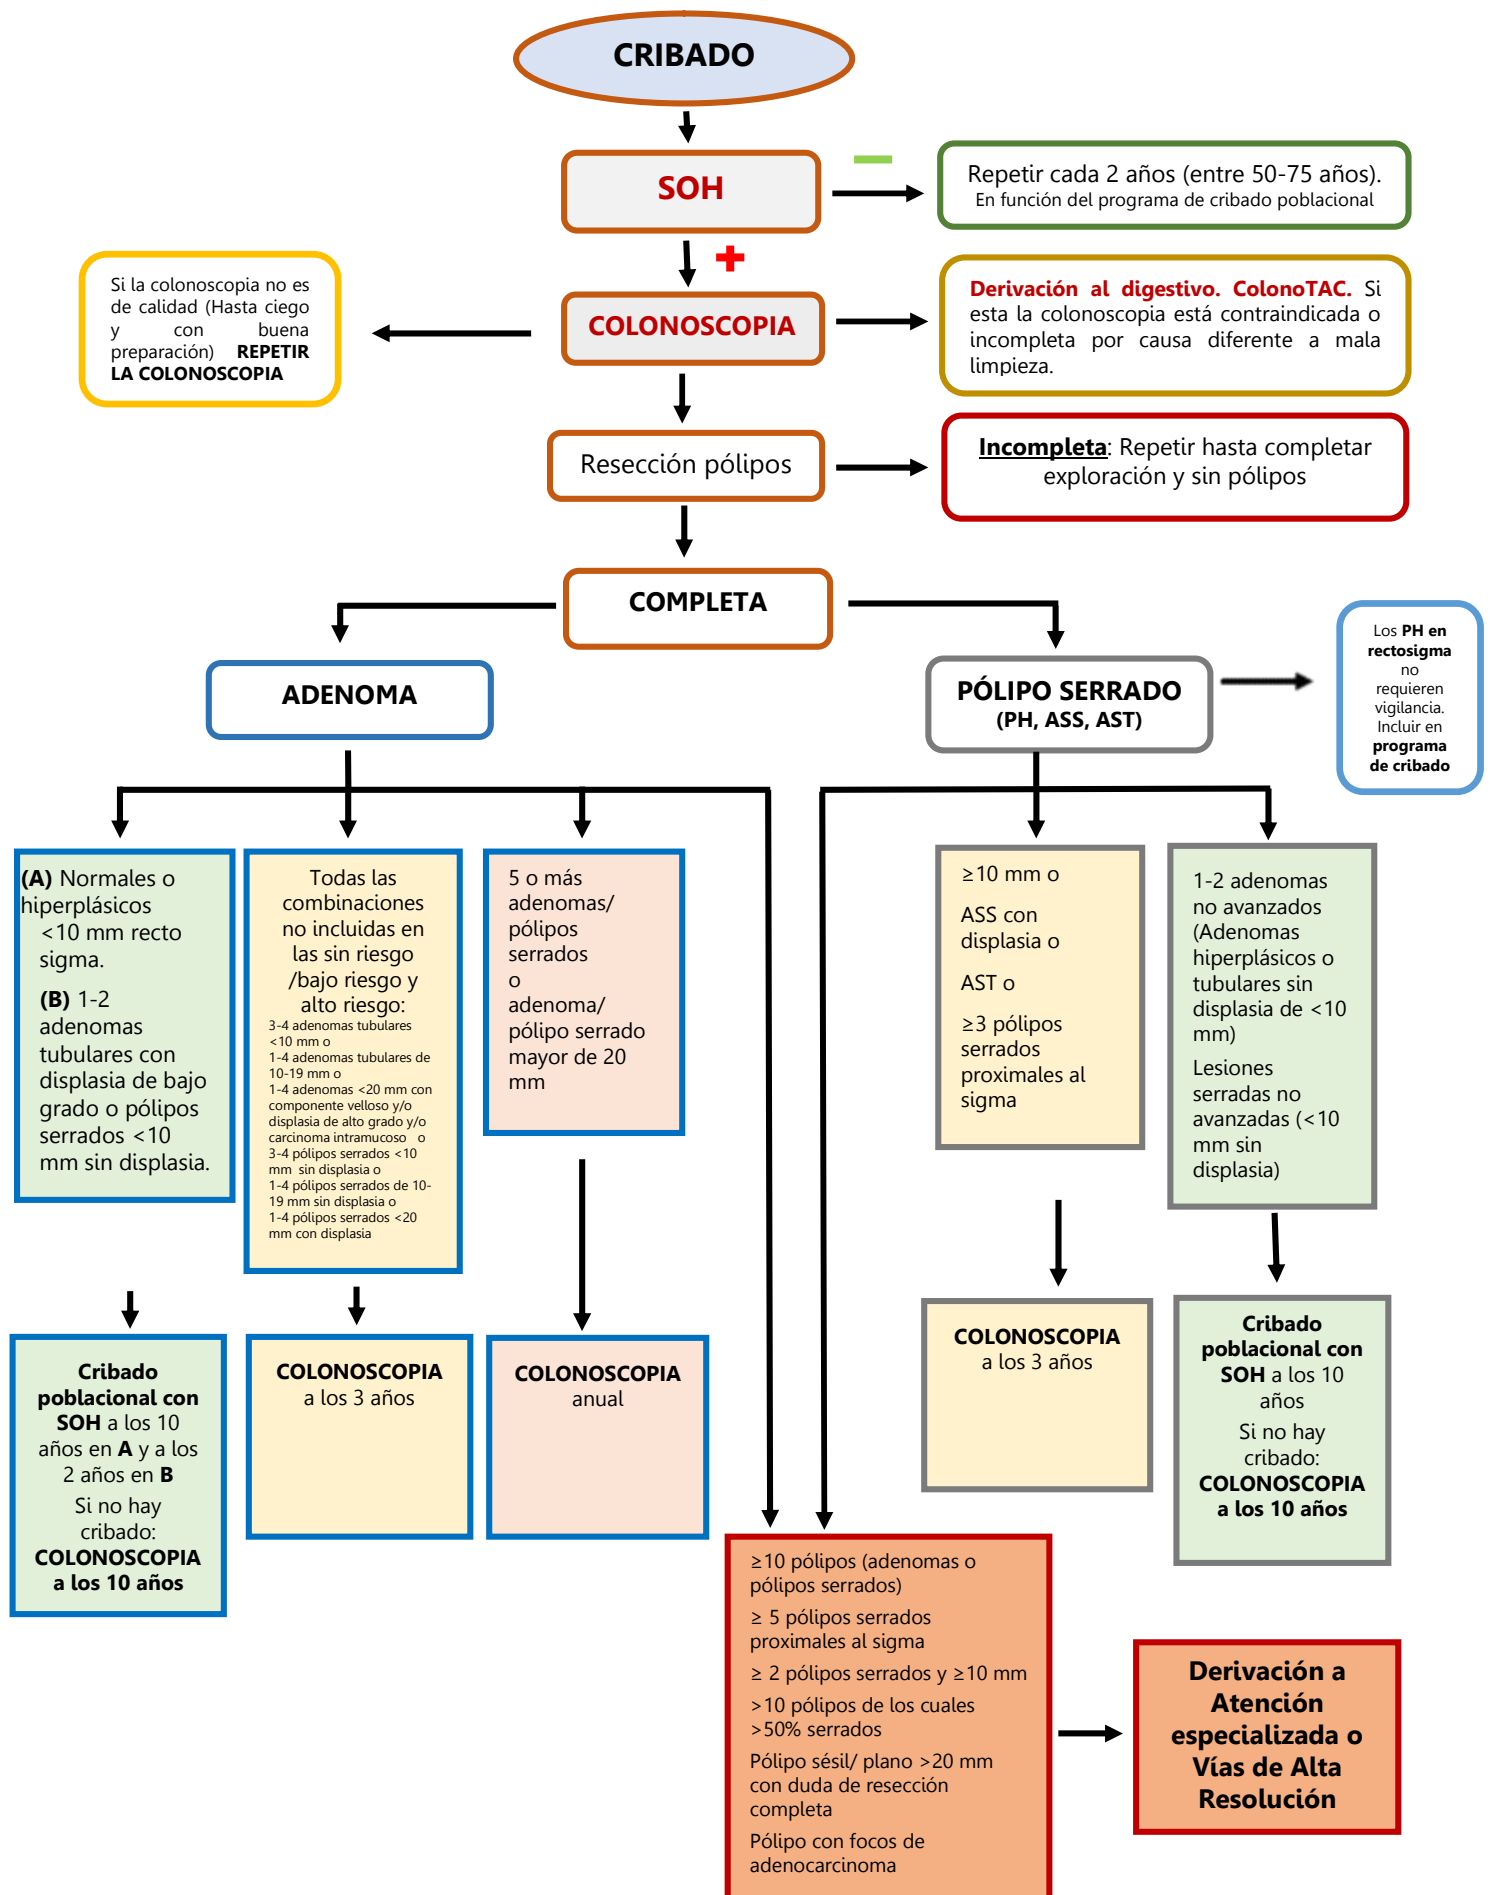 CRIBADO
SOH
Repetir cada 2 años (entre 50-75 años).
En función del programa de cribado poblacional
Si la colonoscopia no es
de calidad (Hasta ciego
y con buena
preparación) REPETIR
LA COLONOSCOPIA
COLONOSCOPIA
Derivación al digestivo. ColonoTAC. Si
esta la colonoscopia está contraindicada o
incompleta por causa diferente a mala
limpieza.
Resección pólipos
Incompleta: Repetir hasta completar
exploración y sin pólipos
COMPLETA
ADENOMA
PÓLIPO SERRADO
(PH, ASS, AST)
Los PH en
rectosigma
no
requieren
vigilancia.
Incluir en
programa
de cribado
(A) Normales o
hiperplásicos
<10 mm recto
sigma.
(B) 1-2
adenomas
tubulares con
displasia de bajo
grado o pólipos
serrados <10
mm sin displasia.
Todas las
combinaciones
no incluidas en
las sin riesgo
/bajo riesgo y
alto riesgo:
3-4 adenomas tubulares
<10 mm o
1-4 adenomas tubulares de
10-19 mm o
1-4 adenomas <20 mm con
componente velloso y/o
displasia de alto grado y/o
carcinoma intramucoso o
3-4 pólipos serrados <10
mm sin displasia o
1-4 pólipos serrados de 10-
19 mm sin displasia o
1-4 pólipos serrados <20
mm con displasia
5 o más
adenomas/
pólipos
serrados
o
adenoma/
pólipo serrado
mayor de 20
mm
≥10 mm o
ASS con
displasia o
AST o
≥3 pólipos
serrados
proximales al
sigma
1-2 adenomas
no avanzados
(Adenomas
hiperplásicos o
tubulares sin
displasia de <10
mm)
Lesiones
serradas no
avanzadas (<10
mm sin
displasia)
Cribado
poblacional con
SOH a los 10
años en A y a los
2 años en B
Si no hay
cribado:
COLONOSCOPIA
a los 10 años
COLONOSCOPIA
a los 3 años
COLONOSCOPIA
anual
COLONOSCOPIA
a los 3 años
Cribado
poblacional con
SOH a los 10
años
Si no hay
cribado:
COLONOSCOPIA
a los 10 años
≥10 pólipos (adenomas o
pólipos serrados)
≥ 5 pólipos serrados
proximales al sigma
≥ 2 pólipos serrados y ≥10 mm
>10 pólipos de los cuales
>50% serrados
Pólipo sésil/ plano >20 mm
con duda de resección
completa
Pólipo con focos de
adenocarcinoma
Derivación a
Atención
especializada o
Vías de Alta
Resolución